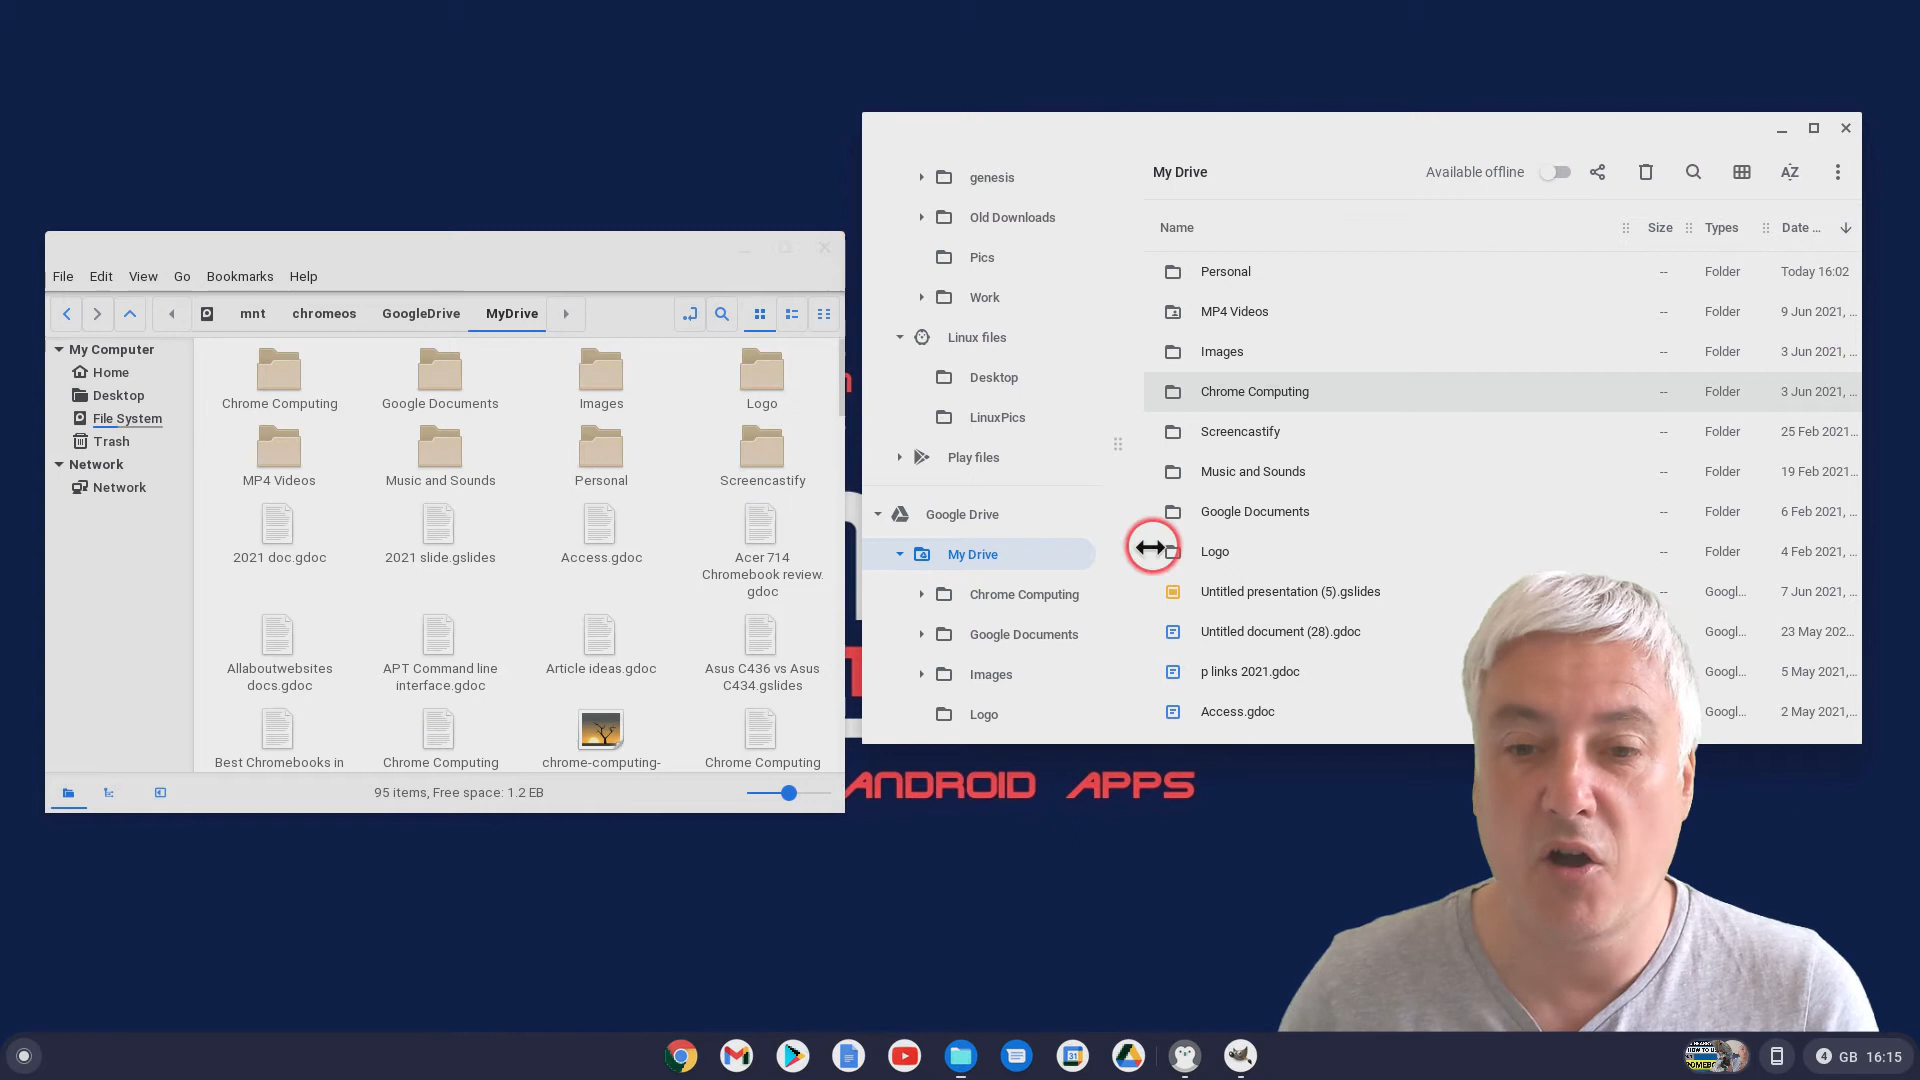 File Edit View Go Bookmarks Help
mnt chromeos GoogleDrive MyDrive
My Computer
Home
Desktop
File System
Trash
Network
Network
Chrome Computing Google Documents Images Logo
MP4 Videos Music and Sounds Personal Screencastify
2021 doc.gdoc 2021 slide.gslides Access.gdoc Acer 714
Chromebook review.
gdoc
Allaboutwebsites APT Command line Article ideas.gdoc Asus C436 vs Asus
docs.gdoc interface.gdoc C434.gslides
Best Chromebooks in Chrome Computing chrome-computing- Chrome Computing
95 items, Free space: 1.2 EB
genesis
Old Downloads
Pics
Work
Linux files
Desktop
LinuxPics
Play files
Google Drive
My Drive
Chrome Computing
Google Documents
Images
Logo
My Drive Available offline AZ
Name Size Types Date ...
Personal -- Folder Today 16:02
MP4 Videos -- Folder 9 Jun 2021, ...
Images -- Folder 3 Jun 2021, ...
Chrome Computing -- Folder 3 Jun 2021, ...
Screencastify -- Folder 25 Feb 2021...
Music and Sounds -- Folder 19 Feb 2021...
Google Documents -- Folder 6 Feb 2021, ...
Logo -- Folder 4 Feb 2021, ...
Untitled presentation (5).gslides -- Googl... 7 Jun 2021, ...
Untitled document (28).gdoc Googl... 23 May 202...
p links 2021.gdoc Googl... 5 May 2021,...
Access.gdoc Googl... 2 May 2021,...
ANDROID APPS
31
4 GB 16:15